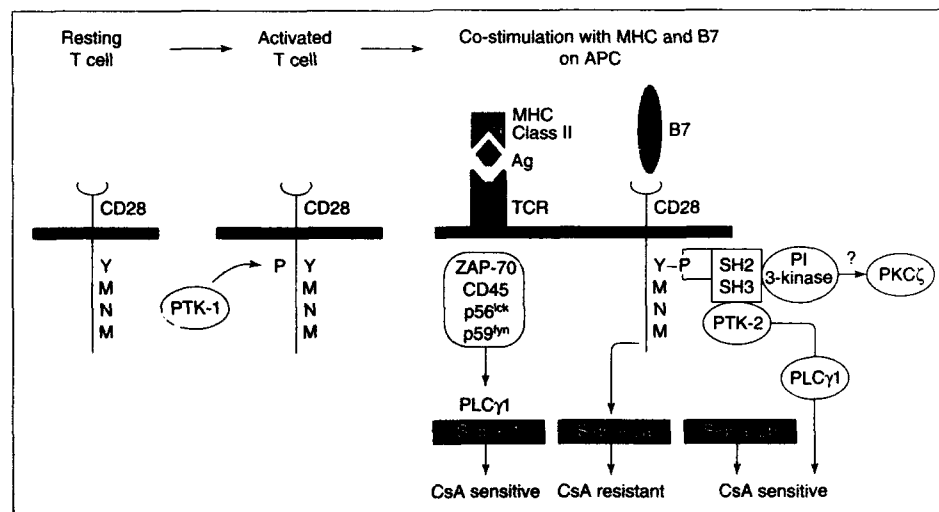 Resting
T cell
Activated
T cell
Co-stimulation with MHC and B7
on APC
MHC
Class II
Ag
TCR
B7
CD28
CD28
CD28
Y
M
N
M
PTK-1
P
Y
M
N
M
ZAP-70
CD45
p56lck
p59fyn
PLCγ1
Y-P
M
N
M
SH2
SH3
PI
3-kinase
?
PKCζ
PTK-2
PLCγ1
CsA sensitive
CsA resistant
CsA sensitive